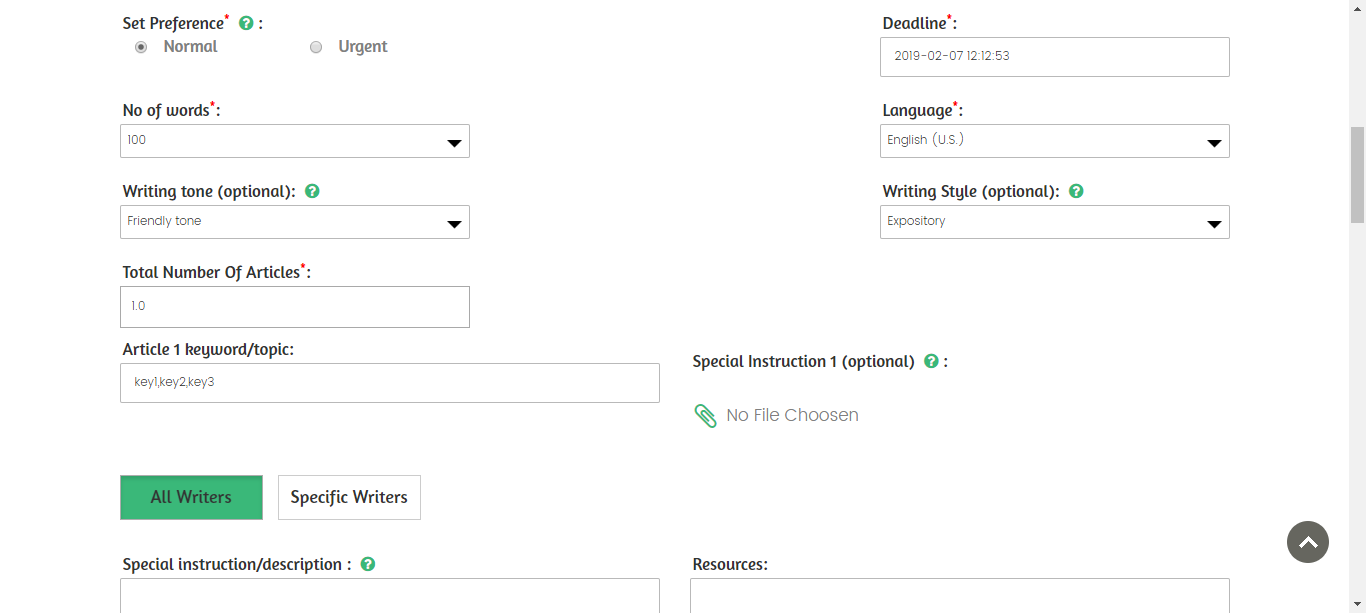 Set Preference* ? :
Normal
Urgent
Deadline*:
2019-02-07 12:12:53
No of words*:
100
Language*:
English (U.S.)
Writing tone (optional): ?
Friendly tone
Writing Style (optional): ?
Expository
Total Number Of Articles*:
1.0
Article 1 keyword/topic:
key1,key2,key3
Special Instruction 1 (optional) ? :
No File Choosen
All Writers
Specific Writers
Special instruction/description : ?
Resources: